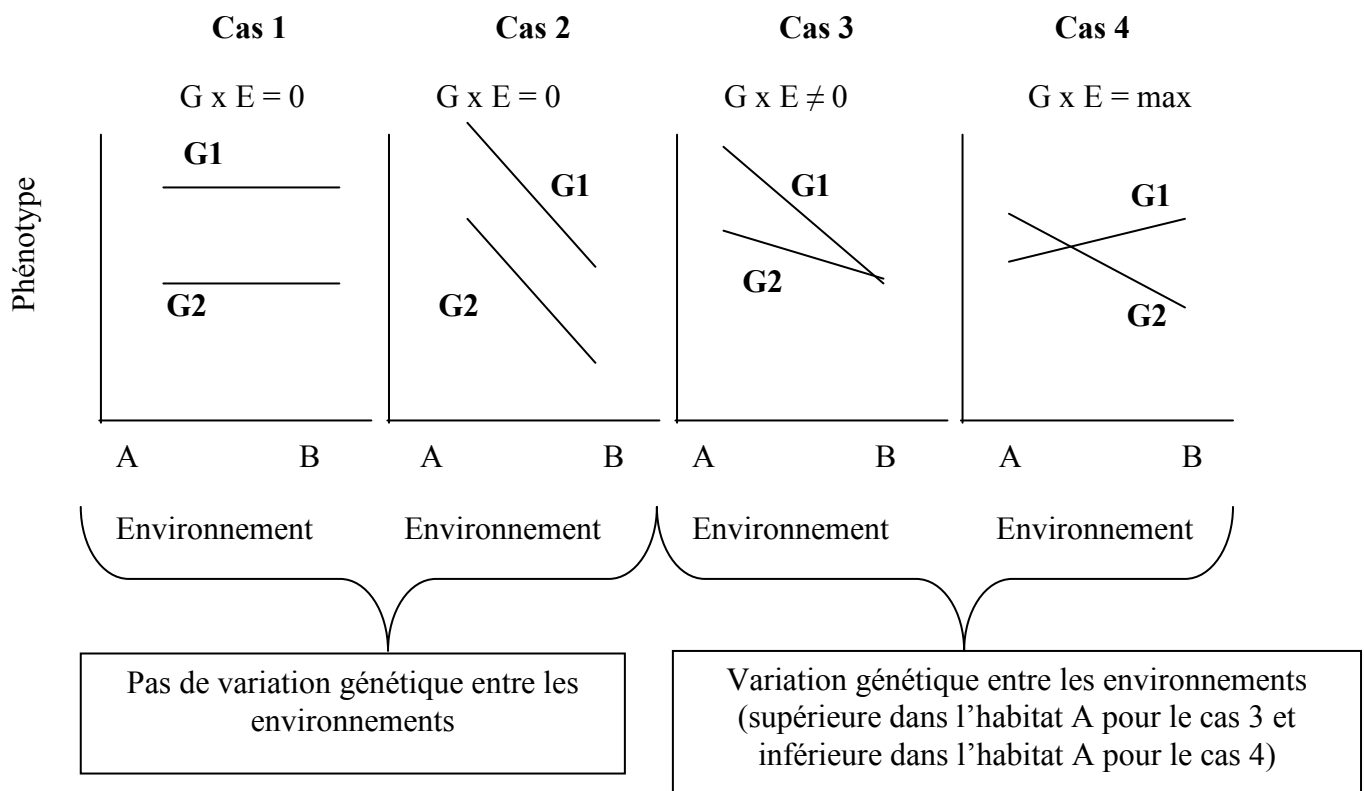 Cas 1 Cas 2 Cas 3 Cas 4
G x E = 0 G x E = 0 G x E ≠ 0 G x E = max
Phénotype
G1
G2
G1
G2
G1
G2
G1
G2
A B A B A B A B
Environnement Environnement Environnement Environnement
Pas de variation génétique entre les
environnements
Variation génétique entre les environnements
(supérieure dans l’habitat A pour le cas 3 et
inférieure dans l’habitat A pour le cas 4)